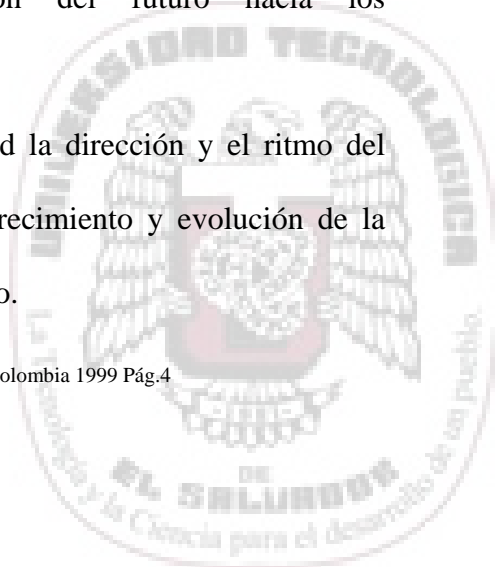 del futuro hacia los
d la dirección y el ritmo del
recimiento y evolución de la
o.
olombia 1999 Pág.4
UNIVERSIDAD TECNOLOGICA
DE
EL SALVADOR
La Tecnología y la Ciencia para el desarrollo de un pueblo.